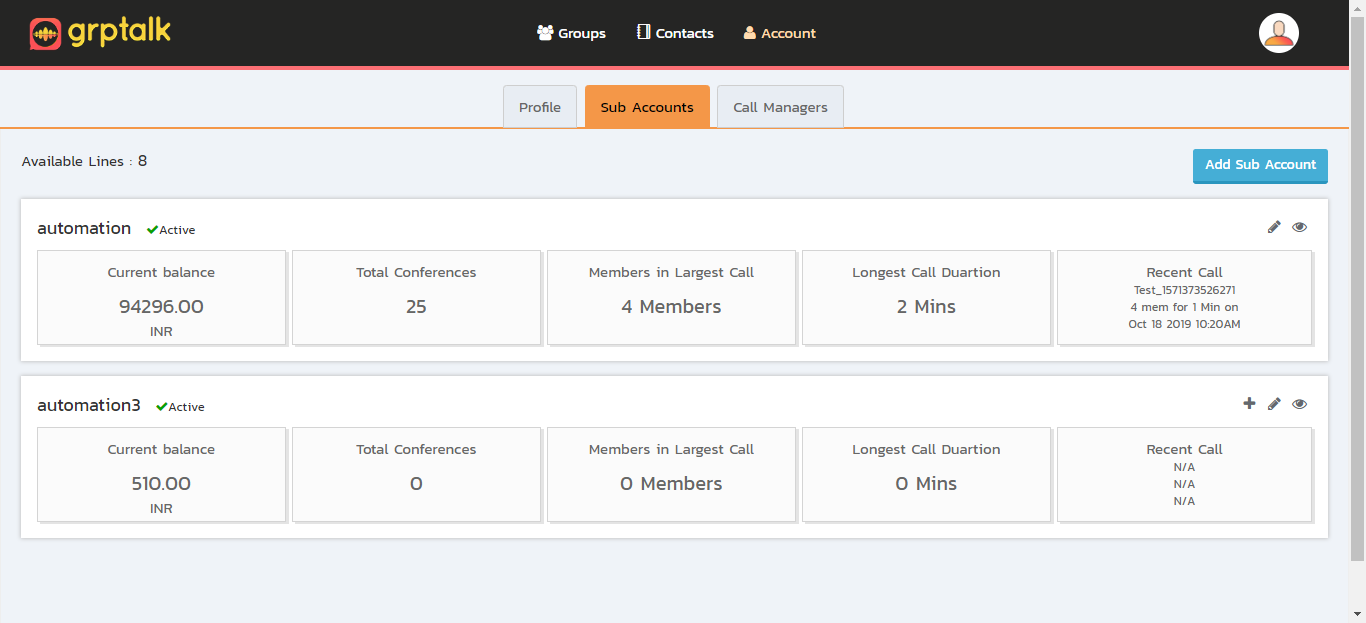 grptalk
Groups Contacts Account
Profile Sub Accounts Call Managers
Available Lines : 8
Add Sub Account
automation Active
Current balance
94296.00
INR
Total Conferences
25
Members in Largest Call
4 Members
Longest Call Duartion
2 Mins
Recent Call
Test_1571373526271
4 mem for 1 Min on
Oct 18 2019 10:20AM
automation3 Active
Current balance
510.00
INR
Total Conferences
0
Members in Largest Call
0 Members
Longest Call Duartion
0 Mins
Recent Call
N/A
N/A
N/A